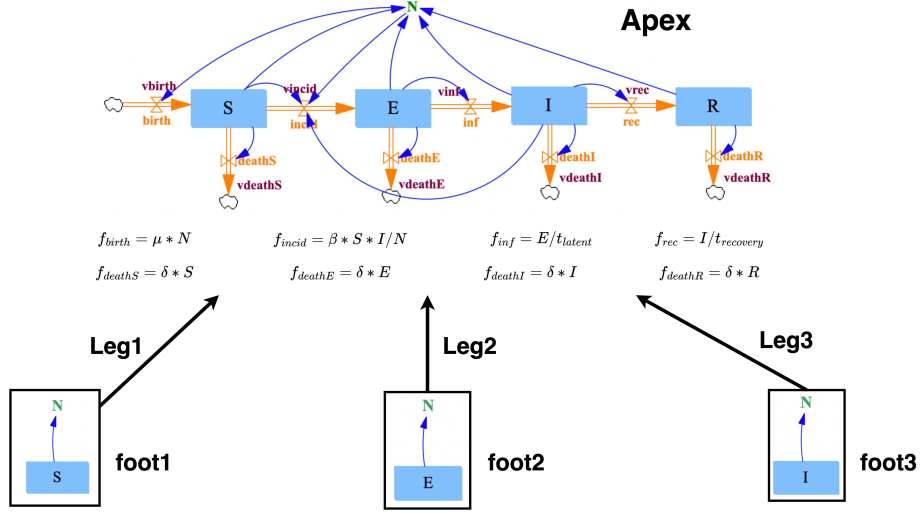 N
Apex
vbirth
vincid
vinf
vrec
S
E
I
R
birth
incid
inf
rec
deathS
deathE
deathI
deathR
vdeathS
vdeathE
vdeathI
vdeathR
f_birth = μ * N
f_incid = β * S * I/N
f_inf = E/t_latent
f_rec = I/t_recovery
f_deathS = δ * S
f_deathE = δ * E
f_deathI = δ * I
f_deathR = δ * R
Leg1
Leg2
Leg3
N
S
foot1
N
E
foot2
N
I
foot3